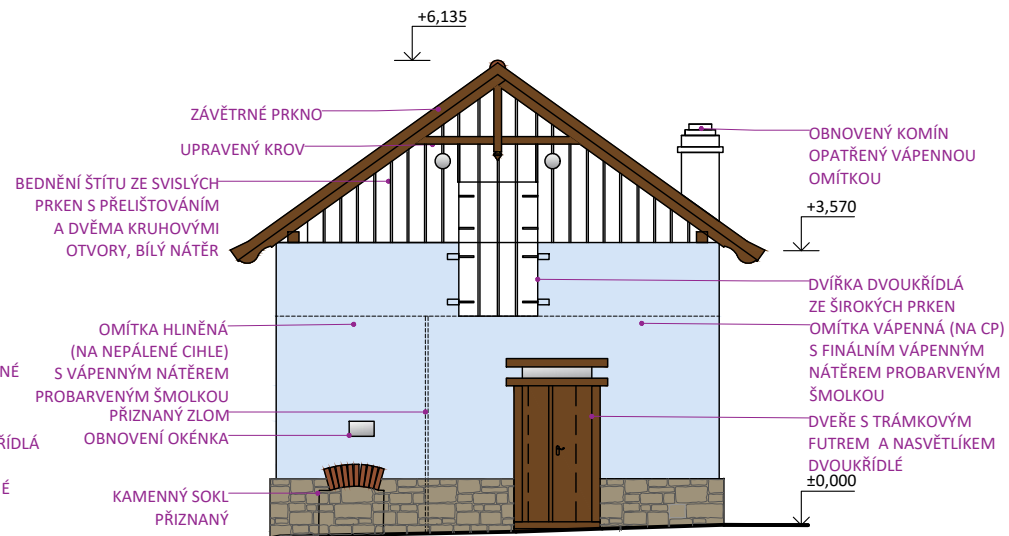 +6,135
ZÁVĚTRNÉ PRKNO
UPRAVENÝ KROV
BEDNĚNÍ ŠTÍTU ZE SVISLÝCH
PRKEN S PŘELIŠTOVÁNÍM
A DVĚMA KRUHOVÝMI
OTVORY, BÍLÝ NÁTĚR
OMÍTKA HLINĚNÁ
(NA NEPÁLENÉ CIHLE)
S VÁPENNÝM NÁTĚREM
PROBARVENÝM ŠMOLKOU
PŘIZNANÝ ZLOM
OBNOVENÍ OKÉNKA
KAMENNÝ SOKL
PŘIZNANÝ
NÉ
ŘÍDLÁ
É
OBNOVENÝ KOMÍN
OPATŘENÝ VÁPENNOU
OMÍTKOU
+3,570
DVÍŘKA DVOUKŘÍDLÁ
ZE ŠIROKÝCH PRKEN
OMÍTKA VÁPENNÁ (NA CP)
S FINÁLNÍM VÁPENNÝM
NÁTĚREM PROBARVENÝM
ŠMOLKOU
DVEŘE S TRÁMKOVÝM
FUTREM A NASVĚTLÍKEM
DVOUKŘÍDLÉ
±0,000